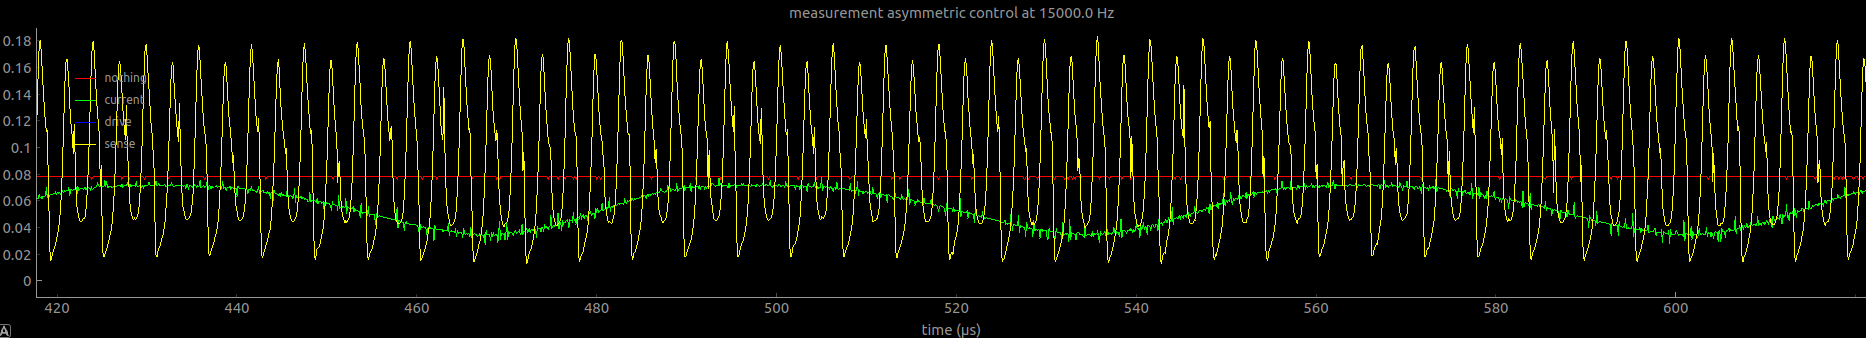 measurement asymmetric control at 15000.0 Hz
0.18
0.16
0.14
0.12
0.1
0.08
0.06
0.04
0.02
0
nothing
current
drive
sense
420 440 460 480 500 520 540 560 580 600
time (µs)
A